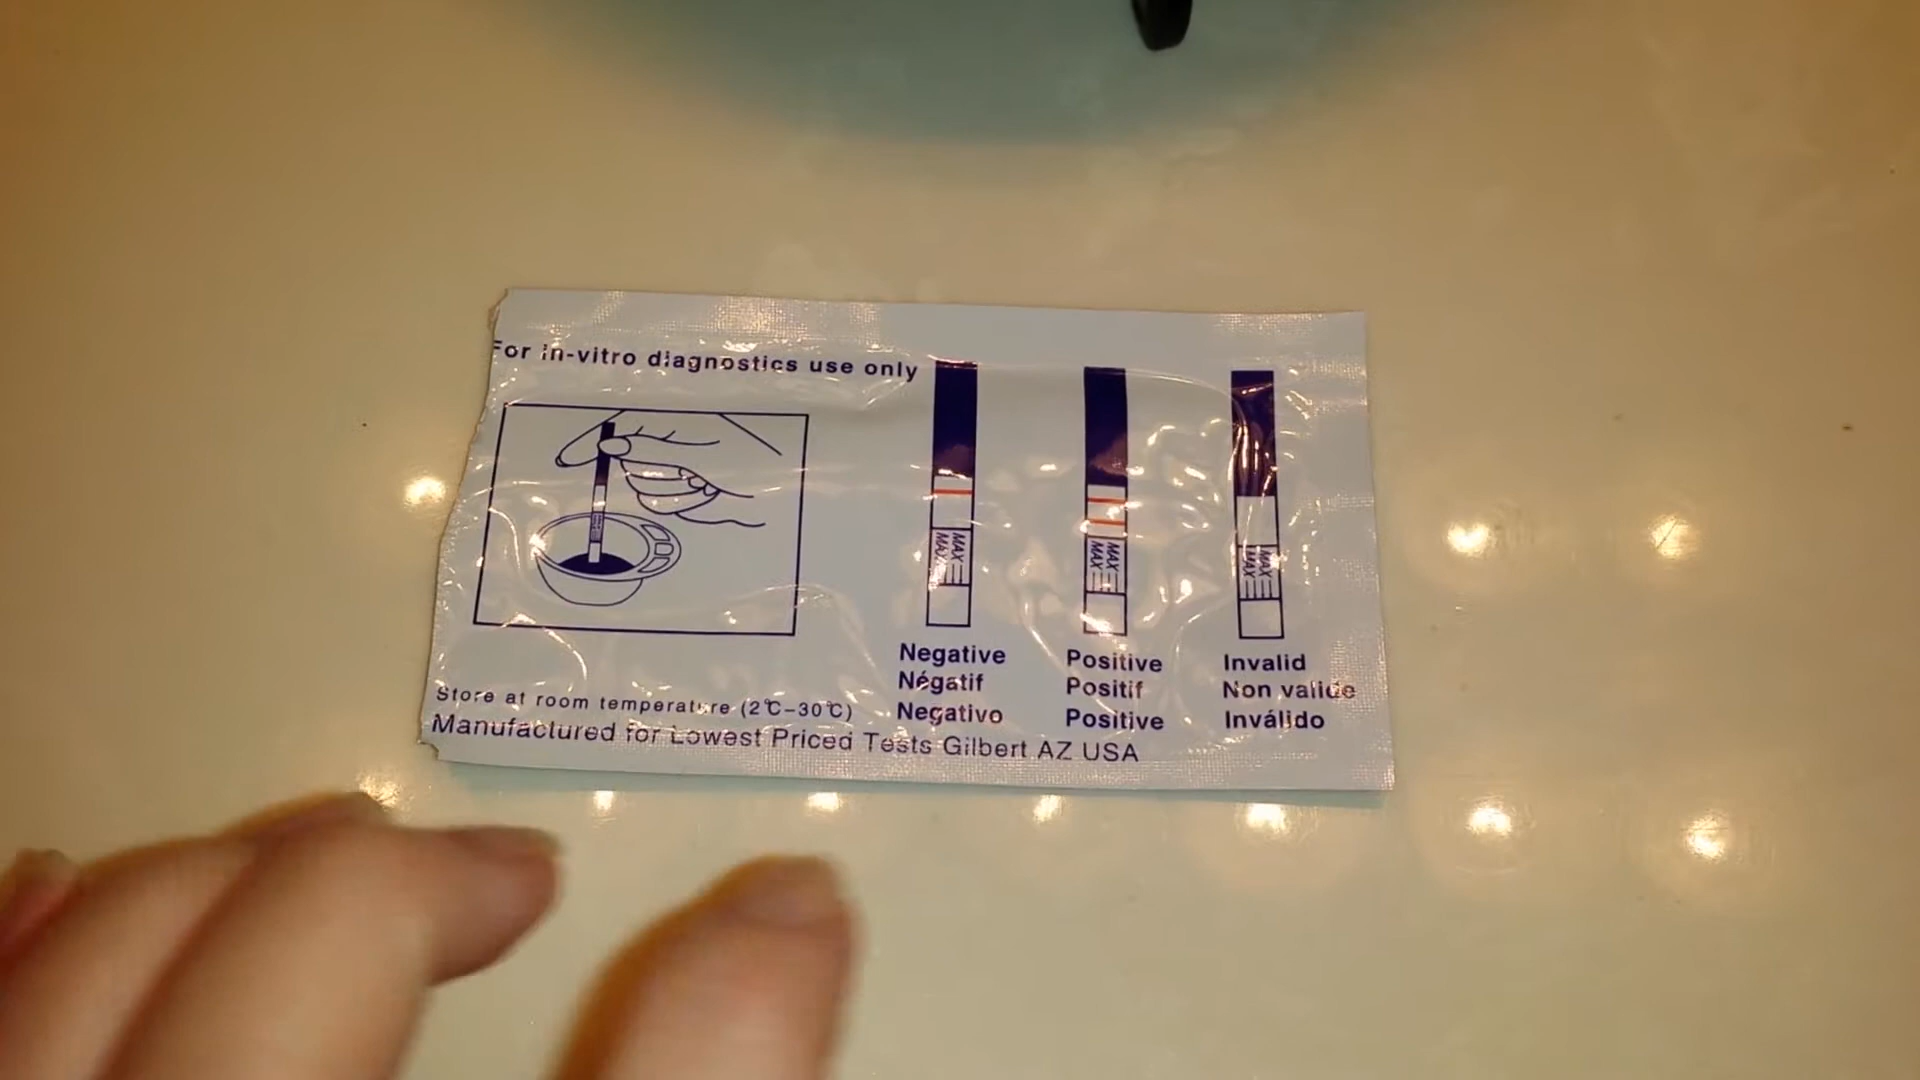 For in-vitro diagnostics use only
MAX MAX
MAX MAX
MAX MAX
Negative
Négatif
Negativo
Positive
Positif
Positive
Invalid
Non valide
Inválido
Store at room temperature (2℃-30℃)
Manufactured for Lowest Priced Tests Gilbert AZ USA